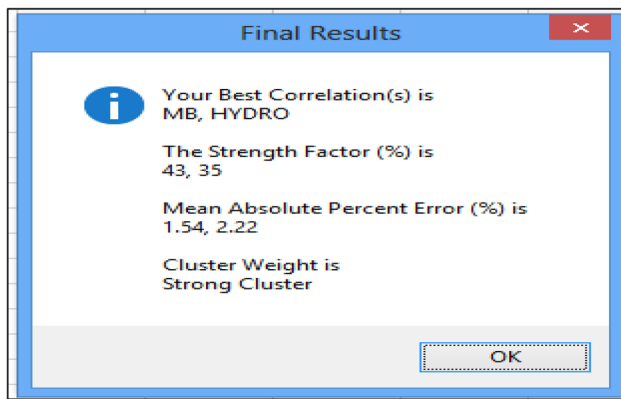 Final Results
Your Best Correlation(s) is
MB, HYDRO
The Strength Factor (%) is
43, 35
Mean Absolute Percent Error (%) is
1.54, 2.22
Cluster Weight is
Strong Cluster
OK